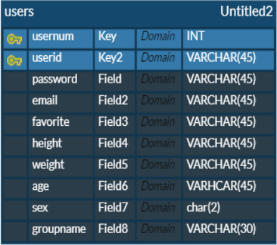 users Untitled2
usernum Key Domain INT
userid Key2 Domain VARCHAR(45)
password Field Domain VARCHAR(45)
email Field2 Domain VARCHAR(45)
favorite Field3 Domain VARCHAR(45)
height Field4 Domain VARCHAR(45)
weight Field5 Domain VARCHAR(45)
age Field6 Domain VARHCAR(45)
sex Field7 Domain char(2)
groupname Field8 Domain VARCHAR(30)